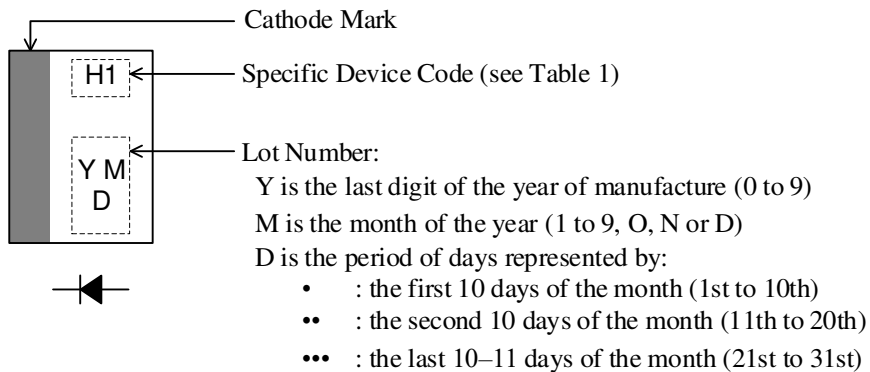 Cathode Mark
H1
Specific Device Code (see Table 1)
Lot Number:
Y M
D
Y is the last digit of the year of manufacture (0 to 9)
M is the month of the year (1 to 9, O, N or D)
D is the period of days represented by:
• : the first 10 days of the month (1st to 10th)
•• : the second 10 days of the month (11th to 20th)
••• : the last 10–11 days of the month (21st to 31st)